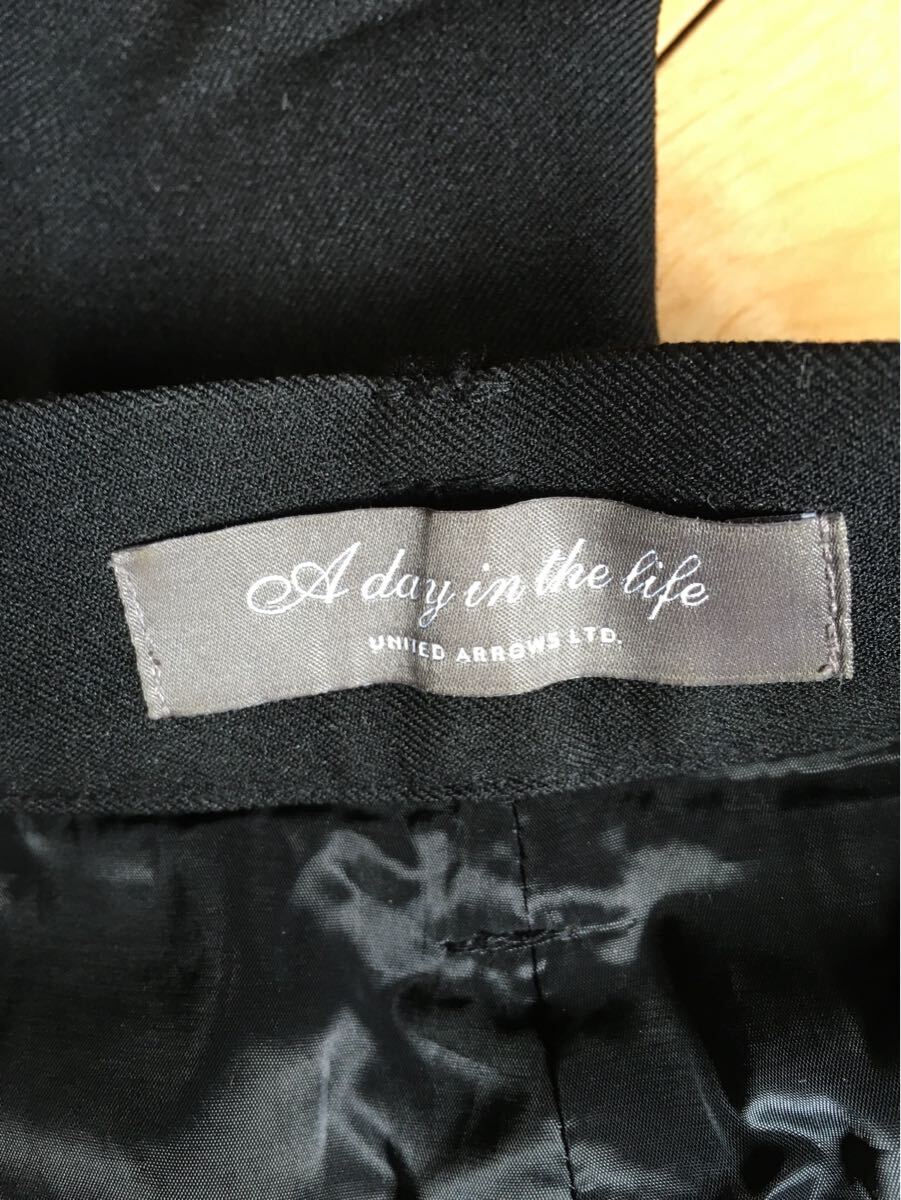 A day in the life
UNITED ARROWS LTD.